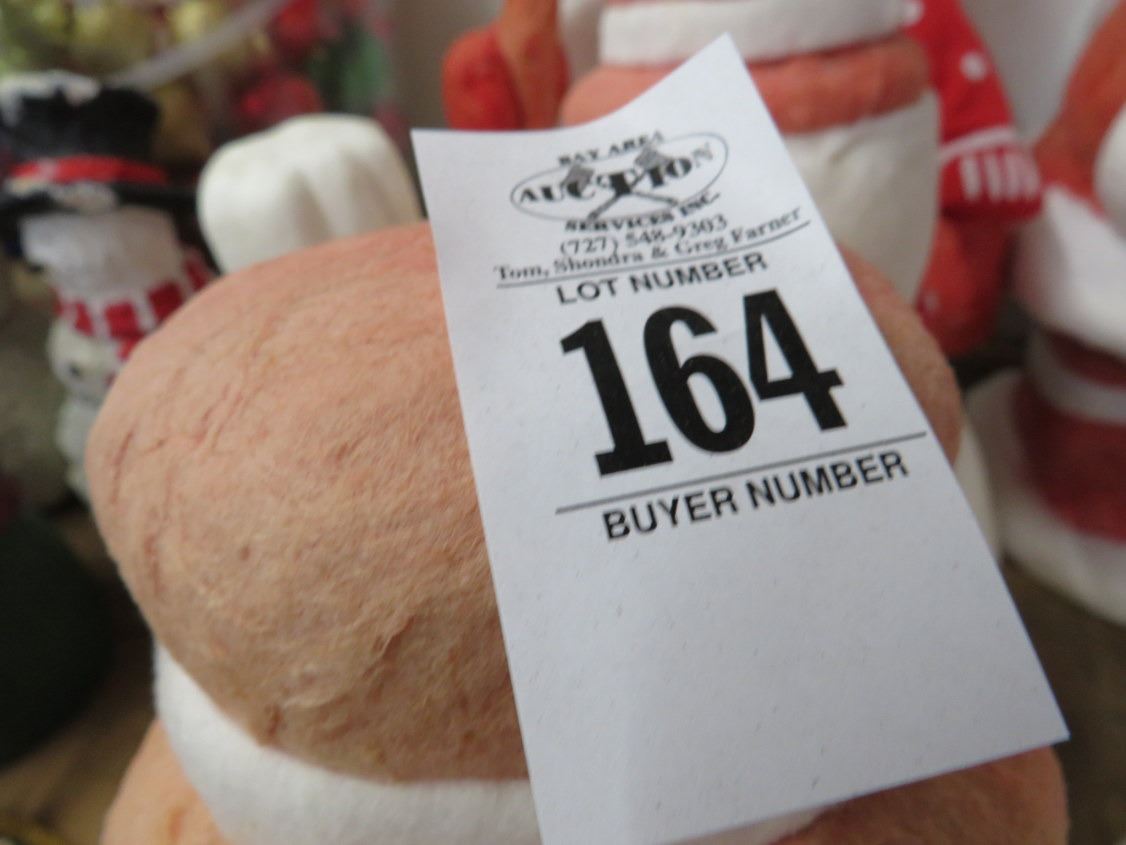 BAY AREA
AUCTION
SERVICES INC.
(727) 548-9303
Tom, Shondra & Greg Farner
LOT NUMBER
164
BUYER NUMBER